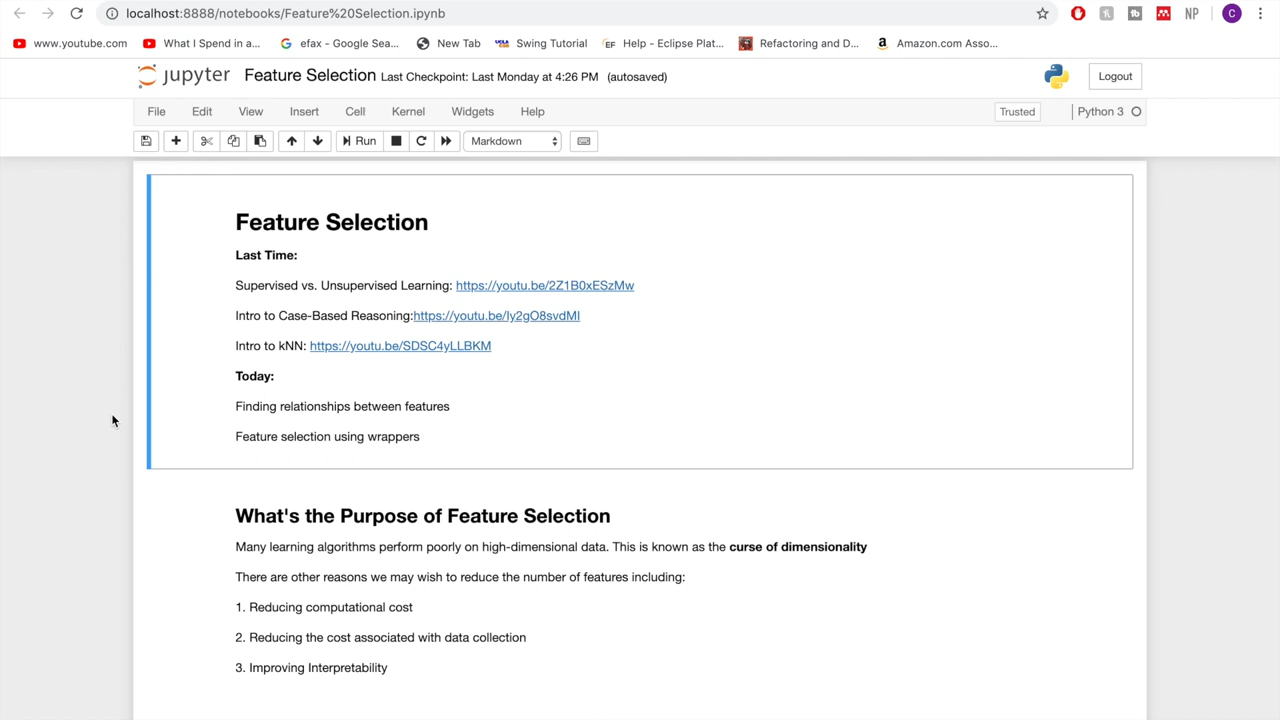 localhost:8888/notebooks/Feature%20Selection.ipynb
NP
C
www.youtube.com
What I Spend in a...
efax - Google Sea...
New Tab
UCLA CSS
Swing Tutorial
EF
Help - Eclipse Plat...
Refactoring and D...
Amazon.com Asso...
jupyter
Feature Selection Last Checkpoint: Last Monday at 4:26 PM (autosaved)
Logout
File Edit View Insert Cell Kernel Widgets Help
Trusted
Python 3
Run
Markdown
Feature Selection
Last Time:
Supervised vs. Unsupervised Learning: https://youtu.be/2Z1B0xESzMw
Intro to Case-Based Reasoning:https://youtu.be/Iy2gO8svdMI
Intro to kNN: https://youtu.be/SDSC4yLLBKM
Today:
Finding relationships between features
Feature selection using wrappers
What's the Purpose of Feature Selection
Many learning algorithms perform poorly on high-dimensional data. This is known as the curse of dimensionality
There are other reasons we may wish to reduce the number of features including:
1. Reducing computational cost
2. Reducing the cost associated with data collection
3. Improving Interpretability